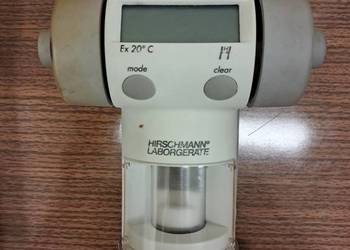 Ex 20° C
mode
clear
HIRSCHMANN®
LABORGERÄTE